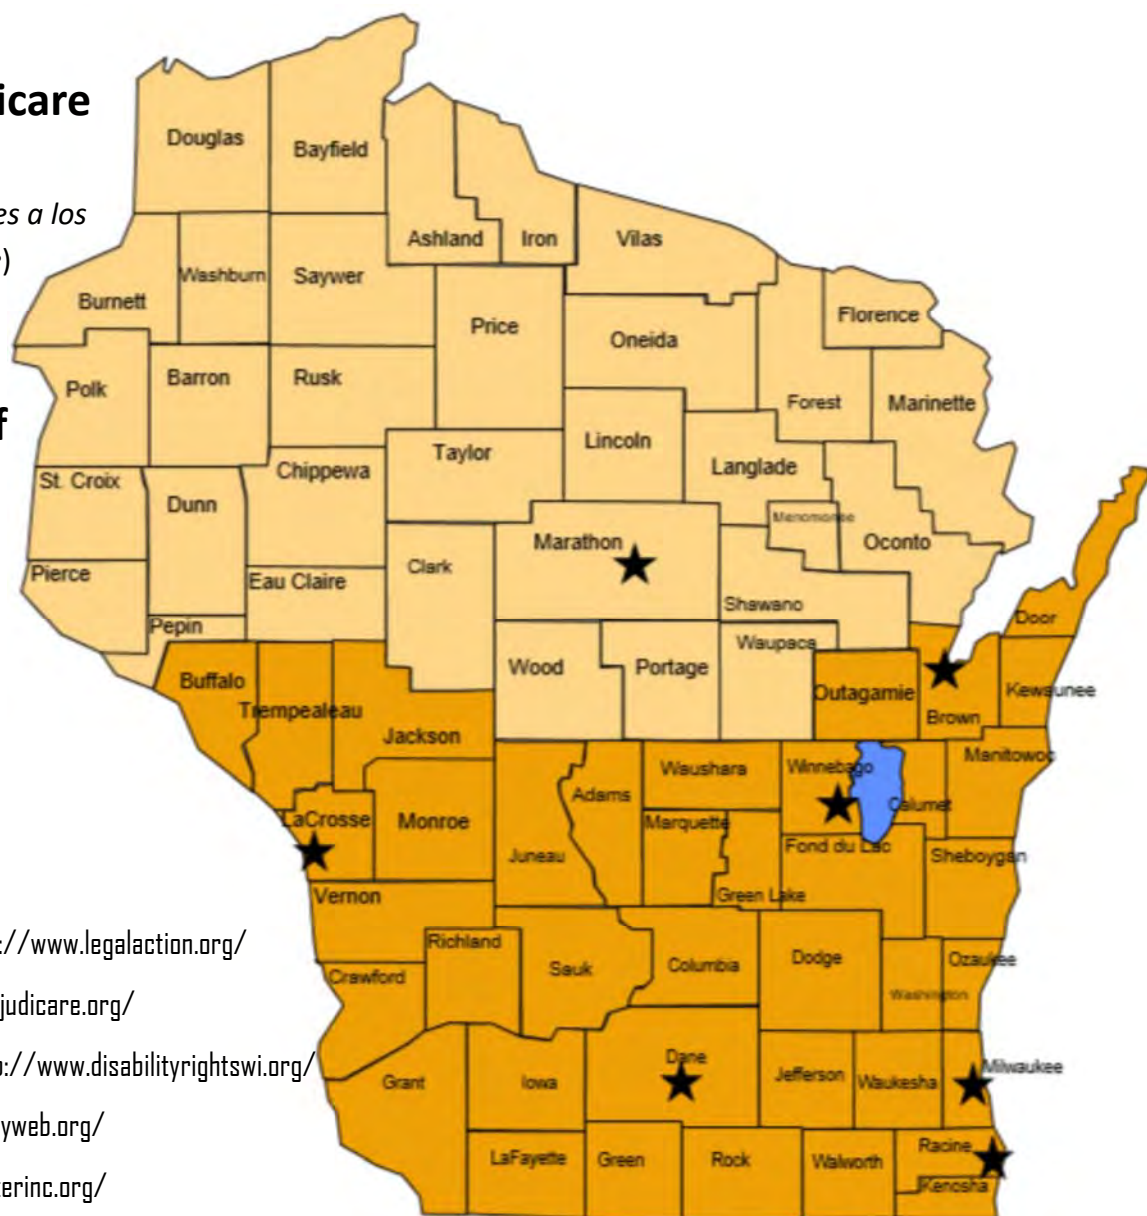 icare
es a los
)
f
Douglas
Bayfield
Ashland
Iron
Vilas
Washburn
Saywer
Burnett
Price
Florence
Oneida
Polk
Barron
Rusk
Forest
Marinette
Lincoln
Taylor
Langlade
Chippewa
St. Croix
Dunn
Menomonee
Marathon
Oconto
Clark
Pierce
Eau Claire
Shawano
Door
Pepin
Waupaca
Wood
Portage
Buffalo
Outagamie
Kewaunee
Trempealeau
Brown
Jackson
Manitowoc
Waushara
Winnebago
Adams
Calumet
LaCrosse
Monroe
Marquette
Juneau
Fond du Lac
Sheboygan
Vernon
Green Lake
://www.legalaction.org/
Richland
Sauk
Columbia
Dodge
Ozaukee
Crawford
Washington
judicare.org/
Dane
Milwaukee
://www.disabilityrightswi.org/
Grant
Iowa
Jefferson
Waukesha
yweb.org/
Racine
LaFayette
Green
Rock
Walworth
Kenosha
erinc.org/